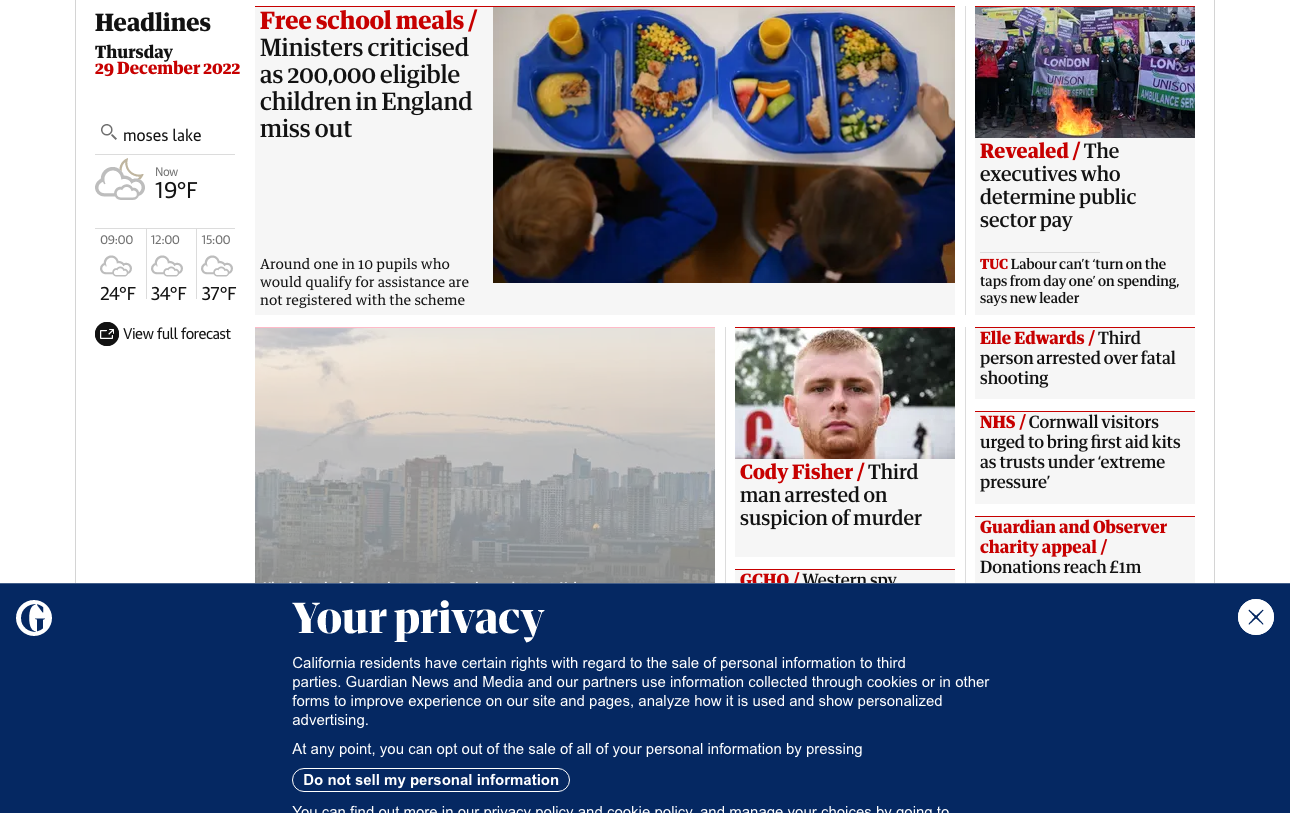 Headlines
Thursday
29 December 2022
moses lake
Now
19°F
09:00
12:00
15:00
24°F
34°F
37°F
View full forecast
Free school meals /
Ministers criticised
as 200,000 eligible
children in England
miss out
Around one in 10 pupils who
would qualify for assistance are
not registered with the scheme
LONDON
UNISON
AMBULANCE SERVICE
UNISON
AMBULANCE SER
Revealed / The
executives who
determine public
sector pay
TUC Labour can't ‘turn on the
taps from day one’ on spending,
says new leader
C
Cody Fisher / Third
man arrested on
suspicion of murder
GCHQ / Western spy
Elle Edwards / Third
person arrested over fatal
shooting
NHS / Cornwall visitors
urged to bring first aid kits
as trusts under ‘extreme
pressure’
Guardian and Observer
charity appeal /
Donations reach £1m
G
Your privacy
California residents have certain rights with regard to the sale of personal information to third
parties. Guardian News and Media and our partners use information collected through cookies or in other
forms to improve experience on our site and pages, analyze how it is used and show personalized
advertising.
At any point, you can opt out of the sale of all of your personal information by pressing
Do not sell my personal information
You can find out more in our privacy policy and cookie policy, and manage your choices by going to